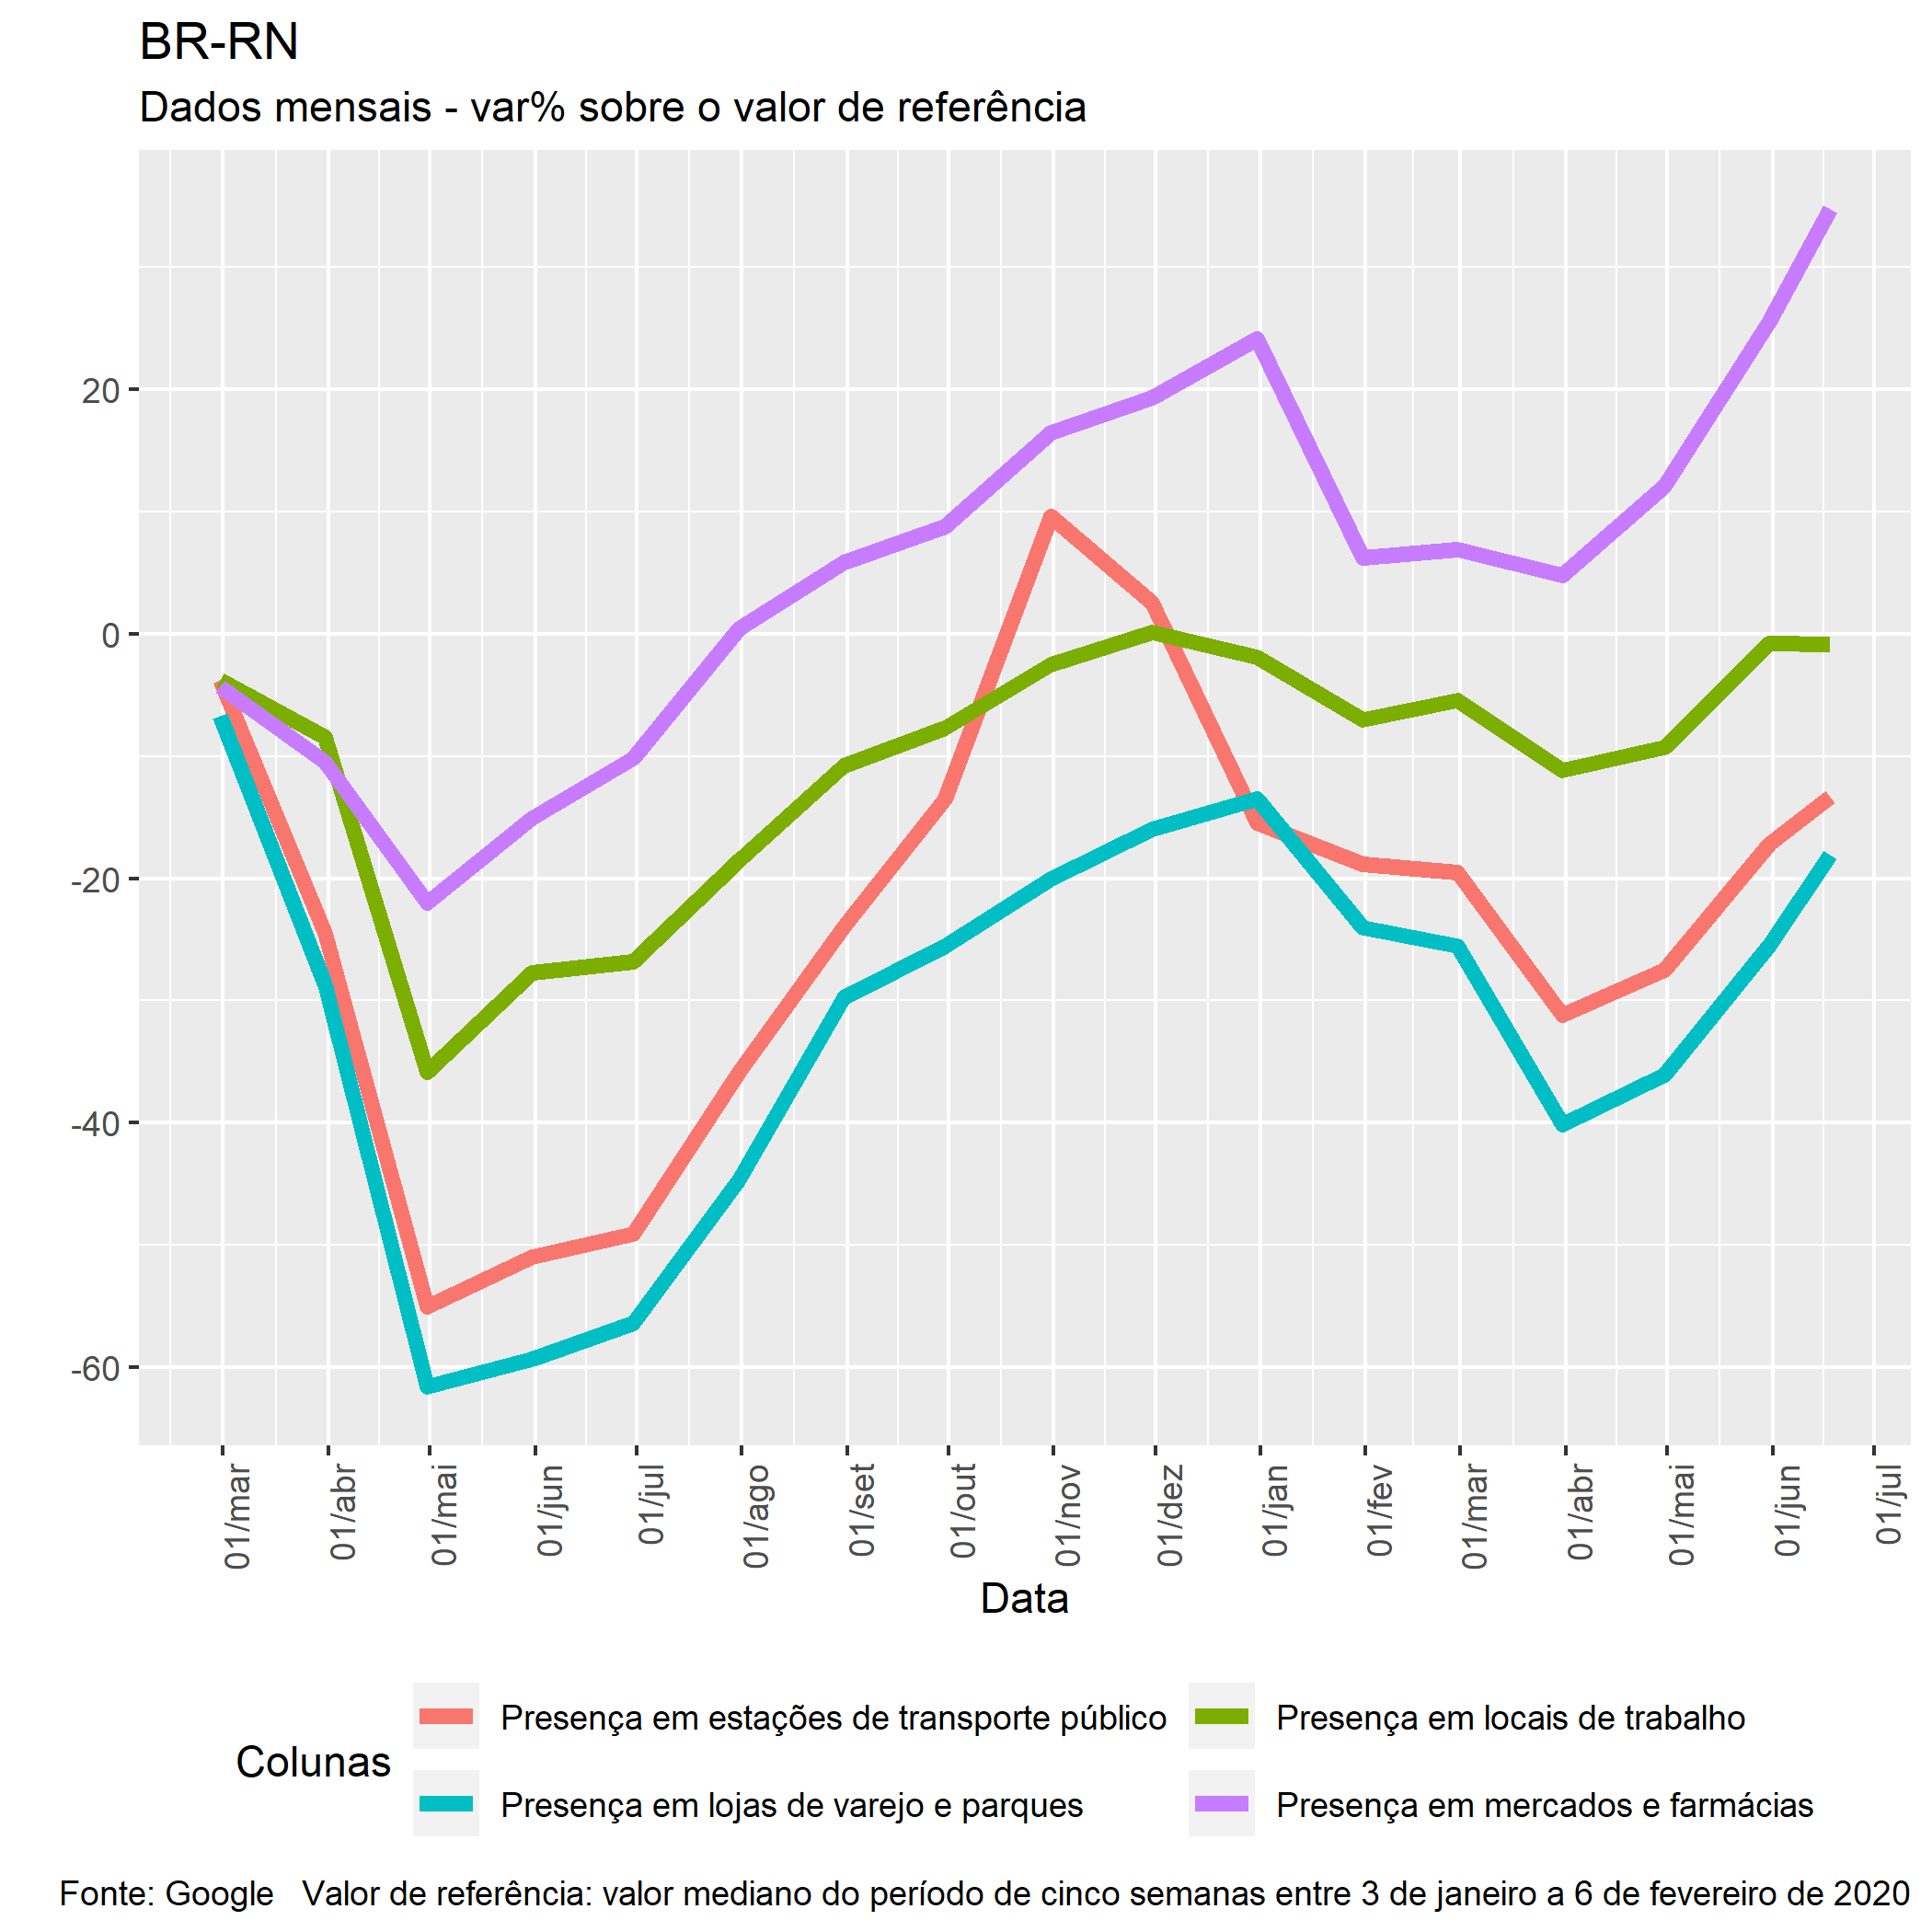 BR-RN
Dados mensais - var% sobre o valor de referência
20
0
-20
-40
-60
01/mar
01/abr
01/mai
01/jun
01/jul
01/ago
01/set
01/out
01/nov
01/dez
01/jan
01/fev
01/mar
01/abr
01/mai
01/jun
01/jul
Data
Colunas
Presença em estações de transporte público
Presença em locais de trabalho
Presença em lojas de varejo e parques
Presença em mercados e farmácias
Fonte: Google   Valor de referência: valor mediano do período de cinco semanas entre 3 de janeiro a 6 de fevereiro de 2020